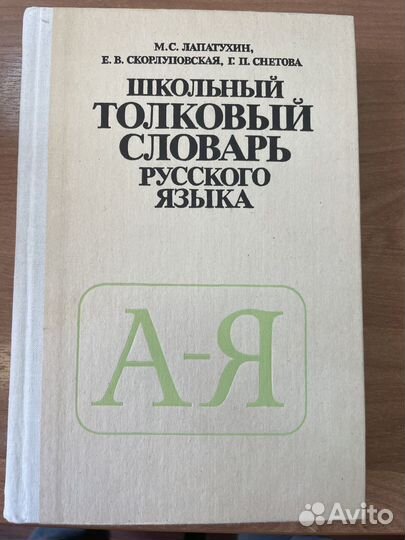 М.С. ЛАПАТУХИН,
Е. В. СКОРЛУПОВСКАЯ, Г. П. СНЕТОВА
ШКОЛЬНЫЙ
ТОЛКОВЫЙ
СЛОВАРЬ
РУССКОГО
ЯЗЫКА
А-Я
Avito